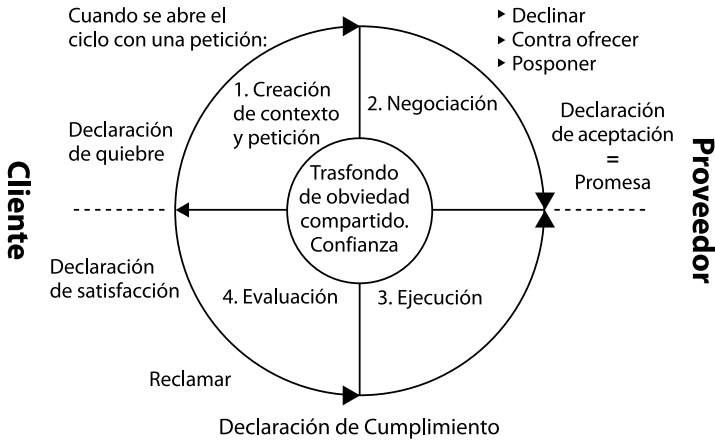 Cuando se abre el
ciclo con una petición:
‣ Declinar
‣ Contra ofrecer
‣ Posponer
1. Creación
de contexto
y petición
2. Negociación
Declaración
de quiebre
Declaración
de aceptación
=
Promesa
Cliente
Trasfondo
de obviedad
compartido.
Confianza
Proveedor
Declaración
de satisfacción
4. Evaluación
3. Ejecución
Reclamar
Declaración de Cumplimiento